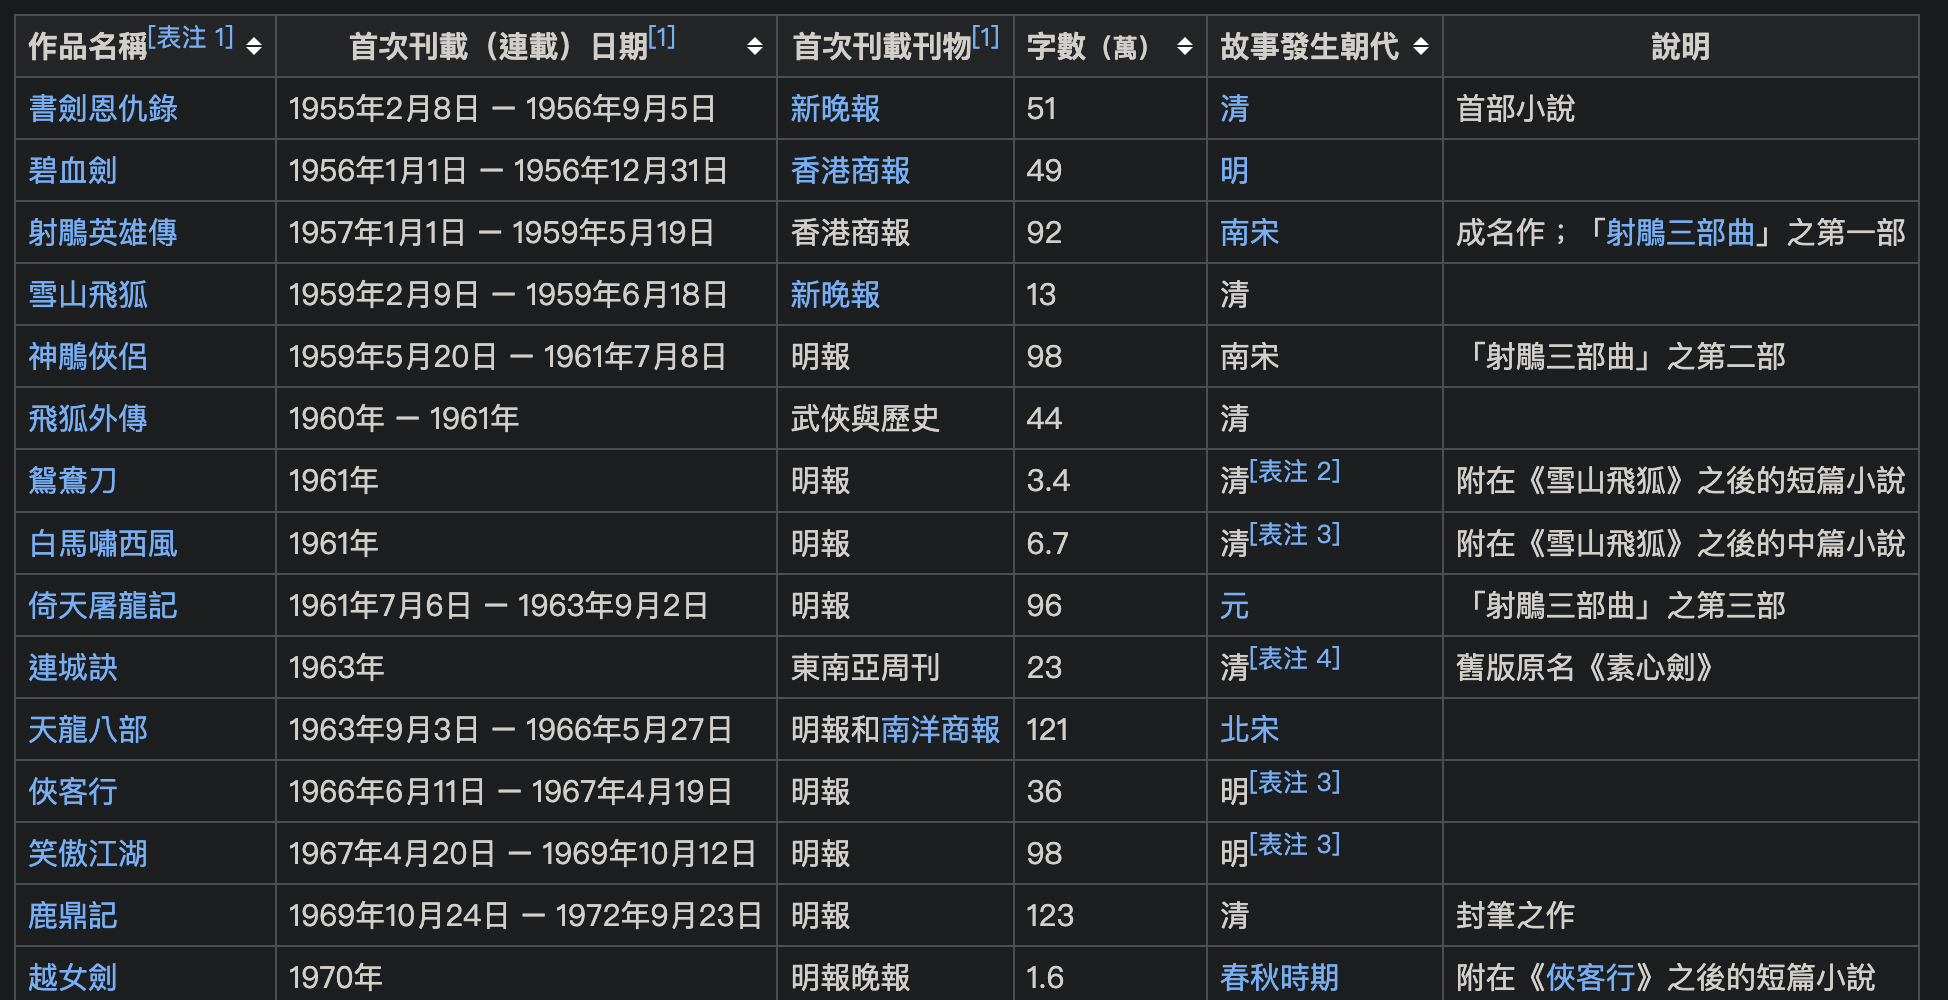 作品名稱[表注 1] 首次刊載（連載）日期[1] 首次刊載刊物[1] 字數（萬） 故事發生朝代 說明
書劍恩仇錄 1955年2月8日 — 1956年9月5日 新晚報 51 清 首部小說
碧血劍 1956年1月1日 — 1956年12月31日 香港商報 49 明
射鵰英雄傳 1957年1月1日 — 1959年5月19日 香港商報 92 南宋 成名作；「射鵰三部曲」之第一部
雪山飛狐 1959年2月9日 — 1959年6月18日 新晚報 13 清
神鵰俠侶 1959年5月20日 — 1961年7月8日 明報 98 南宋 「射鵰三部曲」之第二部
飛狐外傳 1960年 — 1961年 武俠與歷史 44 清
鴛鴦刀 1961年 明報 3.4 清[表注 2] 附在《雪山飛狐》之後的短篇小說
白馬嘯西風 1961年 明報 6.7 清[表注 3] 附在《雪山飛狐》之後的中篇小說
倚天屠龍記 1961年7月6日 — 1963年9月2日 明報 96 元 「射鵰三部曲」之第三部
連城訣 1963年 東南亞周刊 23 清[表注 4] 舊版原名《素心劍》
天龍八部 1963年9月3日 — 1966年5月27日 明報和南洋商報 121 北宋
俠客行 1966年6月11日 — 1967年4月19日 明報 36 明[表注 3]
笑傲江湖 1967年4月20日 — 1969年10月12日 明報 98 明[表注 3]
鹿鼎記 1969年10月24日 — 1972年9月23日 明報 123 清 封筆之作
越女劍 1970年 明報晚報 1.6 春秋時期 附在《俠客行》之後的短篇小說